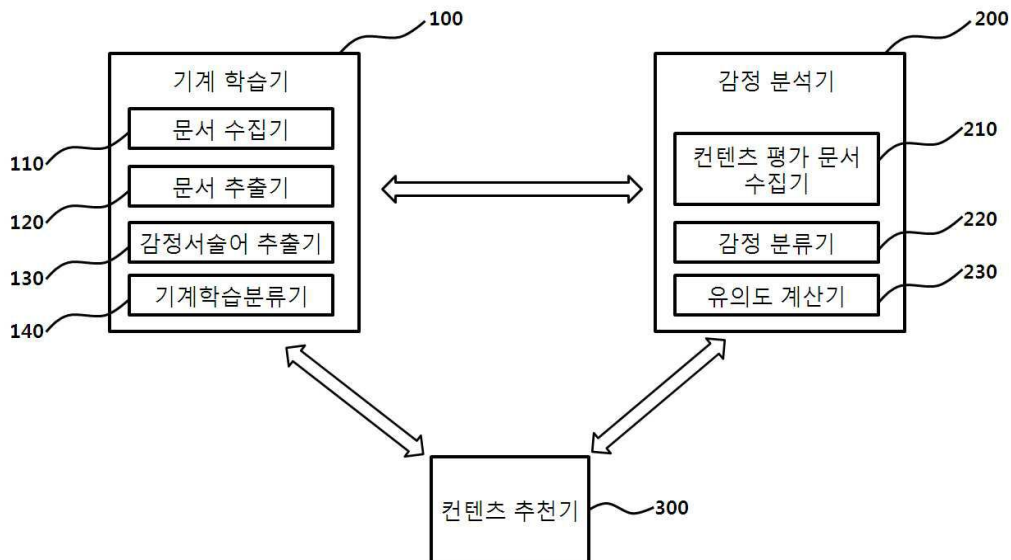 100
기계 학습기
문서 수집기
110
문서 추출기
120
감정서술어 추출기
130
기계학습분류기
140
200
감정 분석기
컨텐츠 평가 문서
수집기
210
감정 분류기
220
유의도 계산기
230
컨텐츠 추천기
300